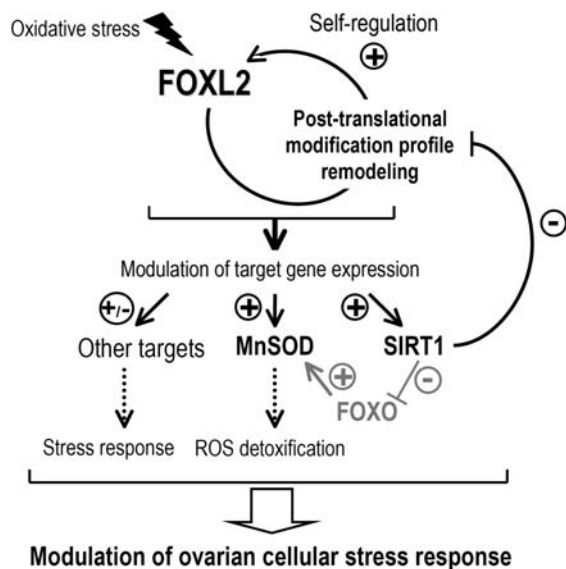 Oxidative stress
Self-regulation
+
FOXL2
Post-translational
modification profile
remodeling
-
Modulation of target gene expression
+/-
+
+
Other targets
MnSOD
SIRT1
+
-
FOXO
Stress response
ROS detoxification
Modulation of ovarian cellular stress response